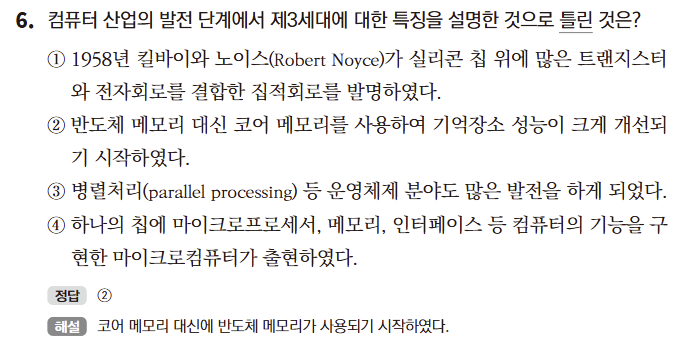 6. 컴퓨터 산업의 발전 단계에서 제3세대에 대한 특징을 설명한 것으로 틀린 것은?
① 1958년 킬바이와 노이스(Robert Noyce)가 실리콘 칩 위에 많은 트랜지스터
와 전자회로를 결합한 집적회로를 발명하였다.
② 반도체 메모리 대신 코어 메모리를 사용하여 기억장소 성능이 크게 개선되
기 시작하였다.
③ 병렬처리(parallel processing) 등 운영체제 분야도 많은 발전을 하게 되었다.
④ 하나의 칩에 마이크로프로세서, 메모리, 인터페이스 등 컴퓨터의 기능을 구
현한 마이크로컴퓨터가 출현하였다.
정답 ②
해설 코어 메모리 대신에 반도체 메모리가 사용되기 시작하였다.